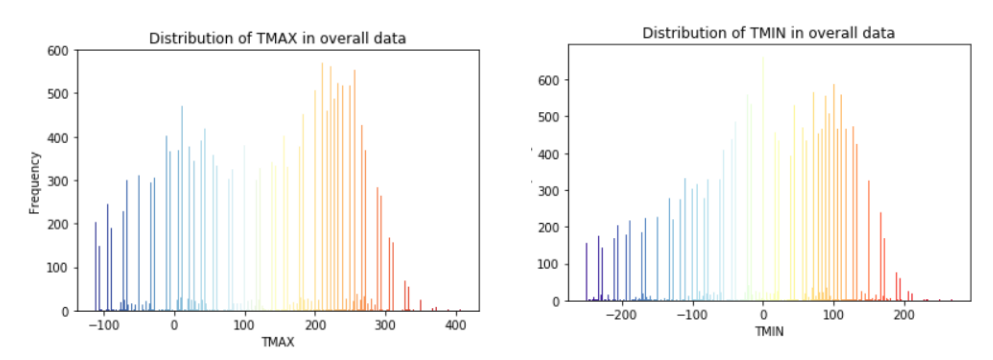 Distribution of TMAX in overall data
600
500
400
300
200
100
0
Frequency
−100 0 100 200 300 400
TMAX
Distribution of TMIN in overall data
600
500
400
300
200
100
0
−200 −100 0 100 200
TMIN